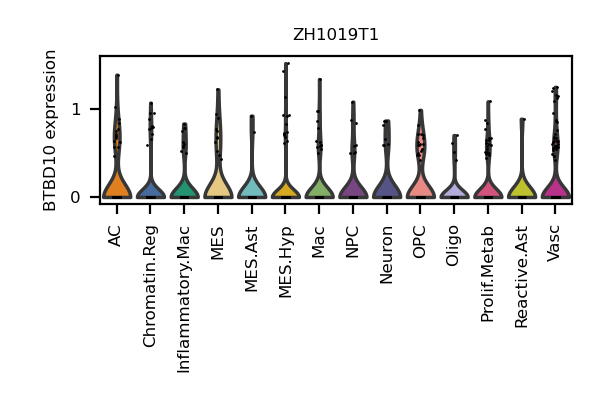 ZH1019T1
BTBD10 expression
1
0
AC
Chromatin.Reg
Inflammatory.Mac
MES
MES.Ast
MES.Hyp
Mac
NPC
Neuron
OPC
Oligo
Prolif.Metab
Reactive.Ast
Vasc